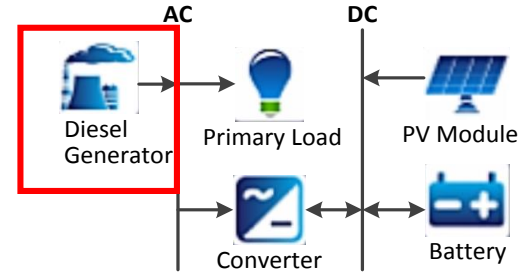 AC
DC
Diesel
Generator
Primary Load
PV Module
Converter
Battery